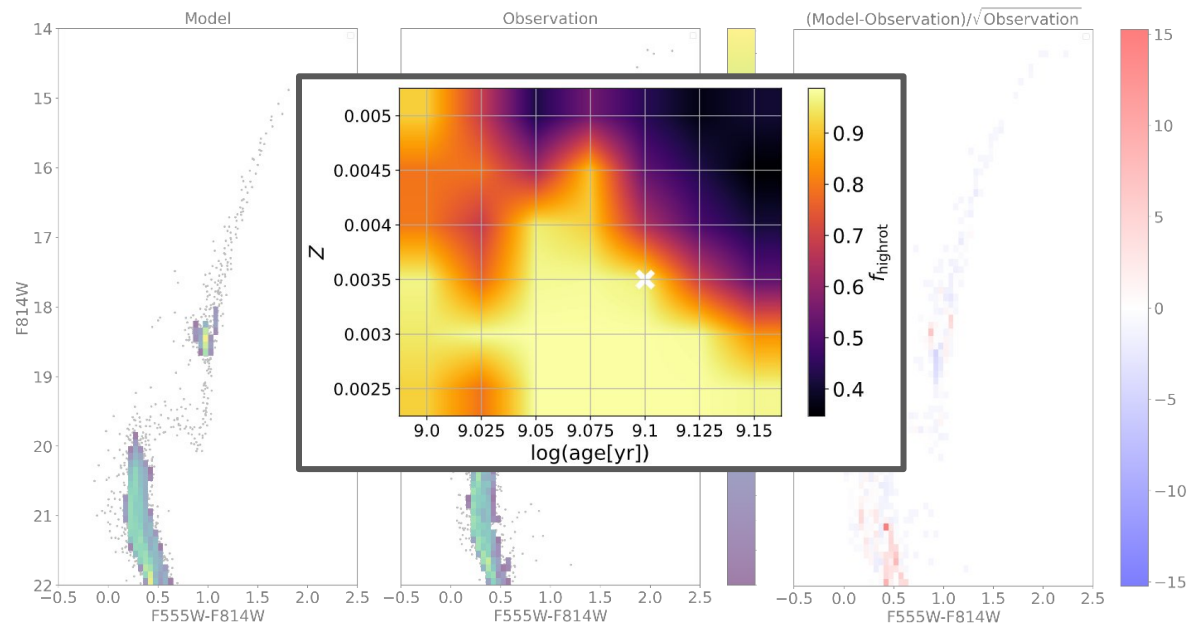 Model
Observation
(Model-Observation)/√Observation
14
15
16
17
18
19
20
21
22
F814W
−0.5 0.0 0.5 1.0 1.5 2.0 2.5
F555W-F814W
−0.5 0.0 0.5 1.0 1.5 2.0 2.5
0.005
0.0045
0.004
0.0035
0.003
0.0025
Z
9.0 9.025 9.05 9.075 9.1 9.125 9.15
log(age[yr])
0.9
0.8
0.7
0.6
0.5
0.4
fhighrot
−0.5 0.0 0.5 1.0 1.5 2.0 2.5
F555W-F814W
15
10
5
0
−5
−10
−15
F555W-F814W